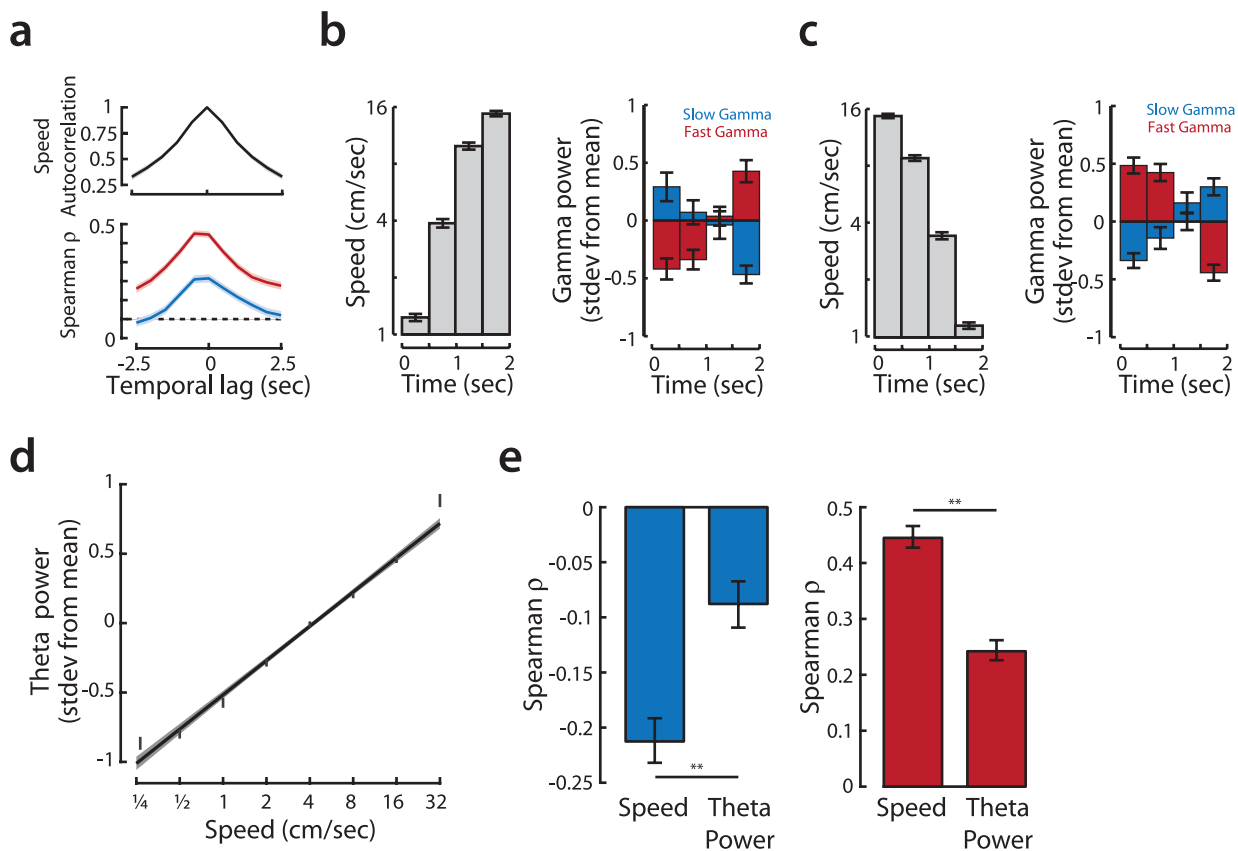 a
Speed
Autocorrelation
1
0.75
0.5
0.25
-2.5
0
2.5
Spearman ρ
0.5
0
-2.5
0
2.5
Temporal lag (sec)
b
Speed (cm/sec)
16
4
1
0
1
2
Time (sec)
Gamma power
(stdev from mean)
Slow Gamma
Fast Gamma
1
0.5
0
-0.5
-1
0
1
2
Time (sec)
c
Speed (cm/sec)
16
4
1
0
1
2
Time (sec)
Gamma power
(stdev from mean)
Slow Gamma
Fast Gamma
1
0.5
0
-0.5
-1
0
1
2
Time (sec)
d
Theta power
(stdev from mean)
1
0.5
0
-0.5
-1
¼ ½ 1 2 4 8 16 32
Speed (cm/sec)
e
Spearman ρ
0
-0.05
-0.1
-0.15
-0.2
-0.25
**
Speed
Theta
Power
Spearman ρ
0.5
0.4
0.3
0.2
0.1
0
**
Speed
Theta
Power